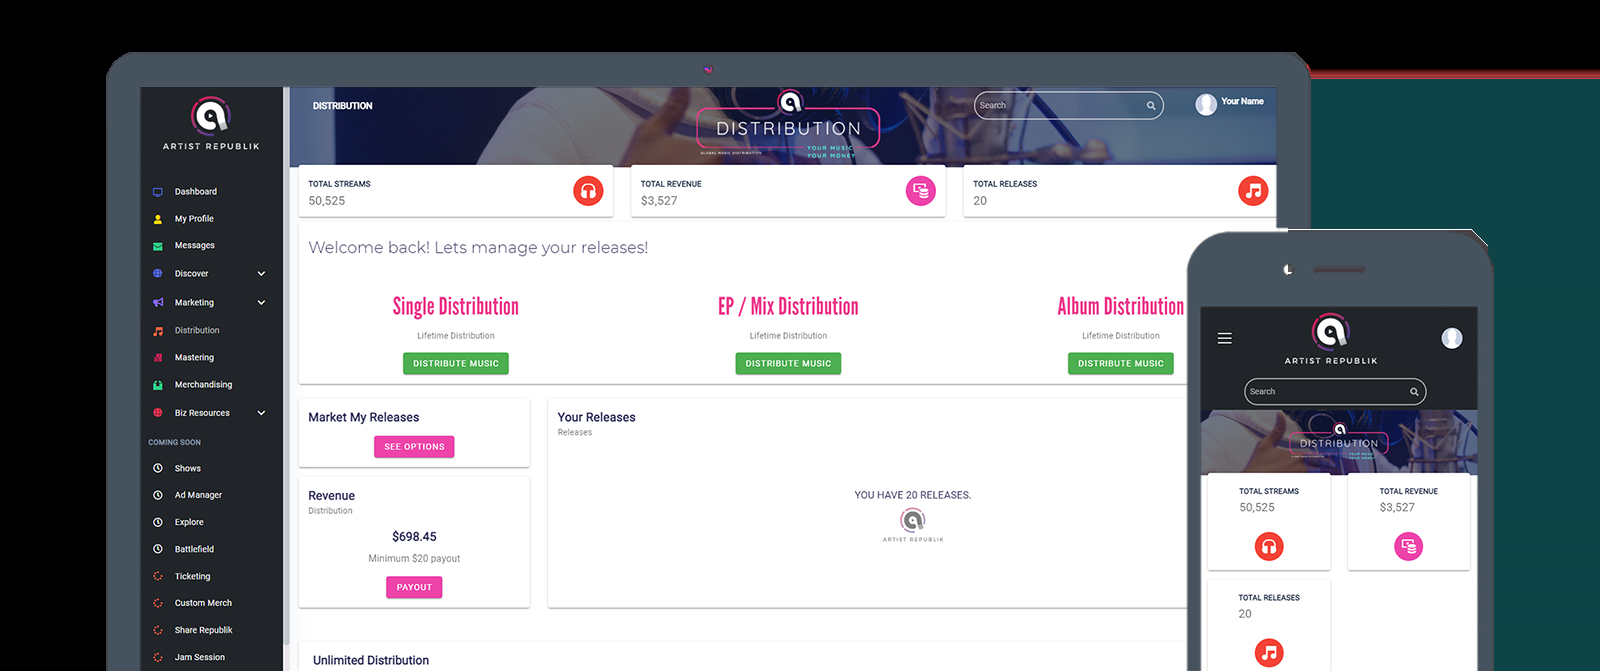 ARTIST REPUBLIK
Dashboard
My Profile
Messages
Discover
Marketing
Distribution
Mastering
Merchandising
Biz Resources
COMING SOON
Shows
Ad Manager
Explore
Battlefield
Ticketing
Custom Merch
Share Republik
Jam Session
DISTRIBUTION
DISTRIBUTION
GLOBAL MUSIC DISTRIBUTION
YOUR MUSIC
YOUR MONEY
Search
Your Name
TOTAL STREAMS
50,525
TOTAL REVENUE
$3,527
TOTAL RELEASES
20
Welcome back! Lets manage your releases!
Single Distribution
Lifetime Distribution
DISTRIBUTE MUSIC
EP / Mix Distribution
Lifetime Distribution
DISTRIBUTE MUSIC
Album Distribution
Lifetime Distribution
DISTRIBUTE MUSIC
Market My Releases
SEE OPTIONS
Revenue
Distribution
$698.45
Minimum $20 payout
PAYOUT
Your Releases
Releases
YOU HAVE 20 RELEASES.
ARTIST REPUBLIK
Unlimited Distribution
ARTIST REPUBLIK
Search
DISTRIBUTION
YOUR MUSIC
YOUR MONEY
TOTAL STREAMS
50,525
TOTAL REVENUE
$3,527
TOTAL RELEASES
20